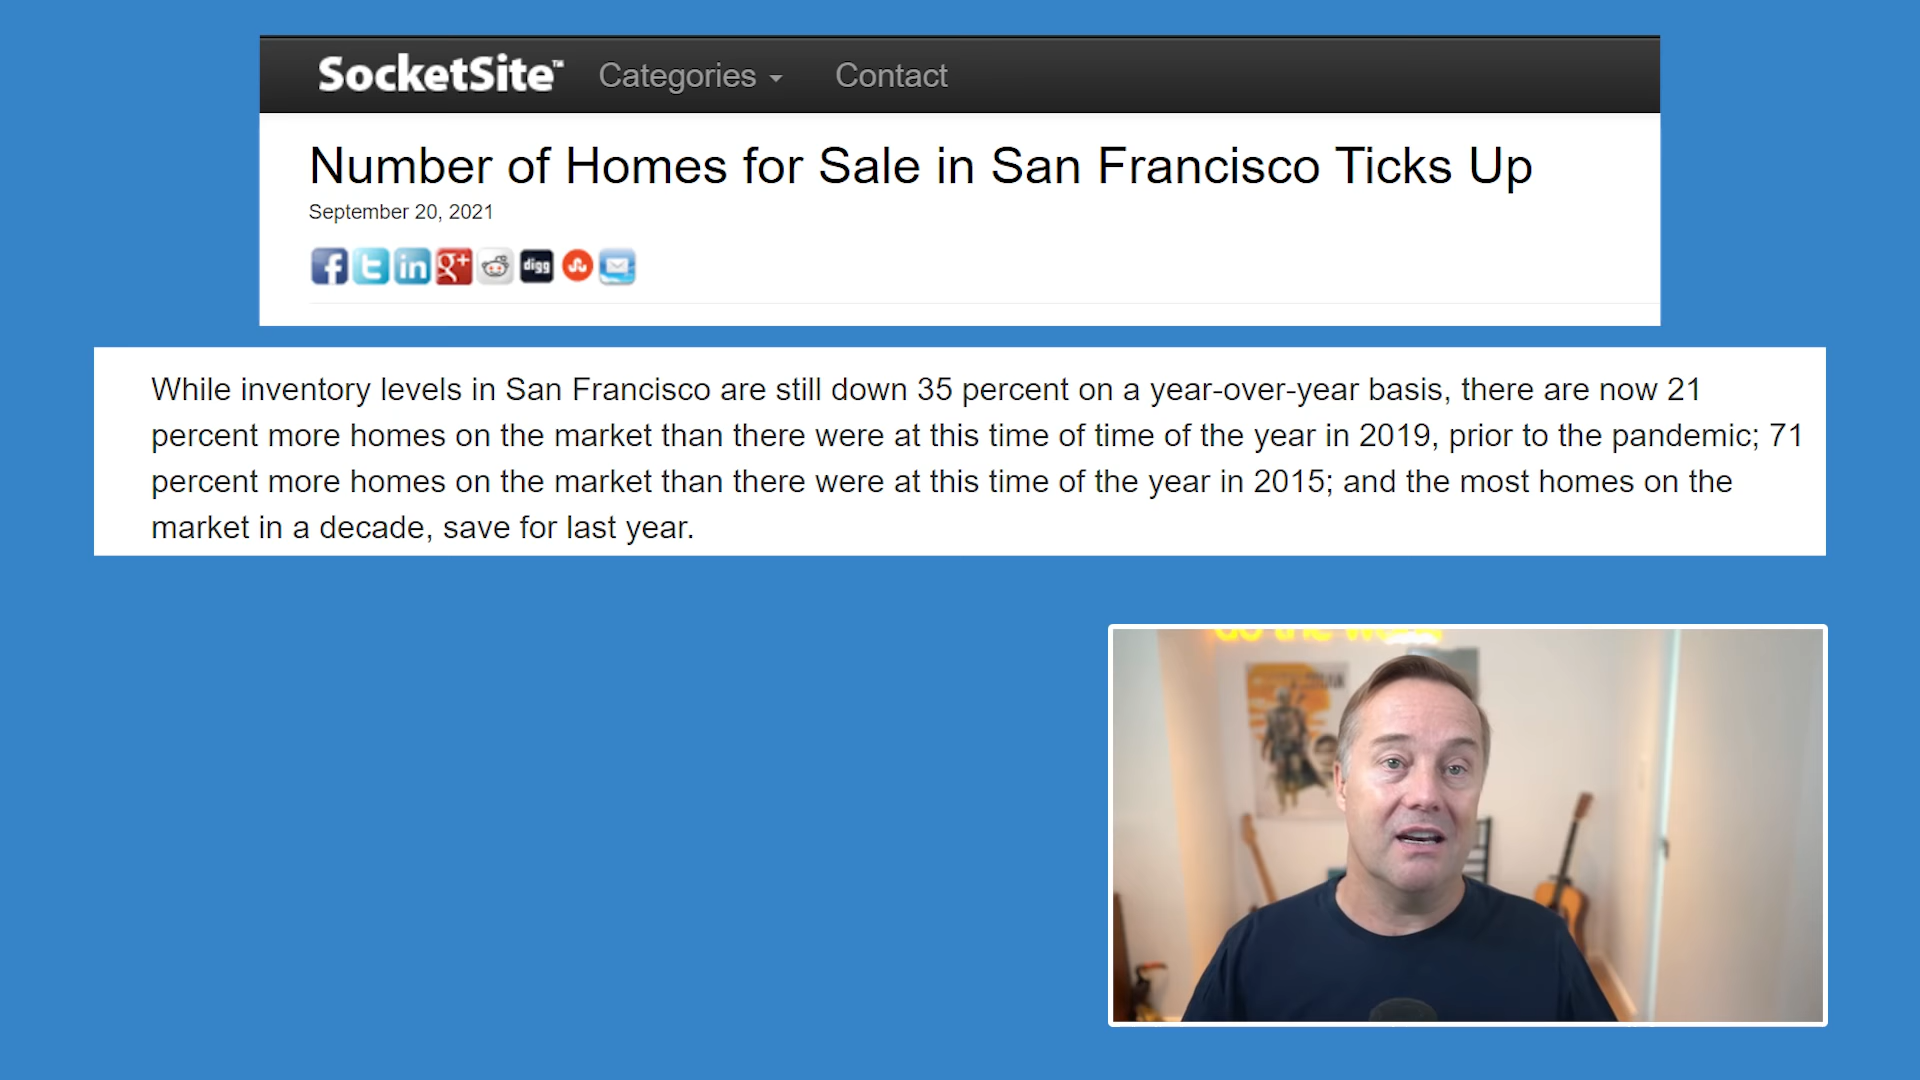 SocketSite™ Categories Contact
Number of Homes for Sale in San Francisco Ticks Up
September 20, 2021
digg
While inventory levels in San Francisco are still down 35 percent on a year-over-year basis, there are now 21
percent more homes on the market than there were at this time of time of the year in 2019, prior to the pandemic; 71
percent more homes on the market than there were at this time of the year in 2015; and the most homes on the
market in a decade, save for last year.
do the work